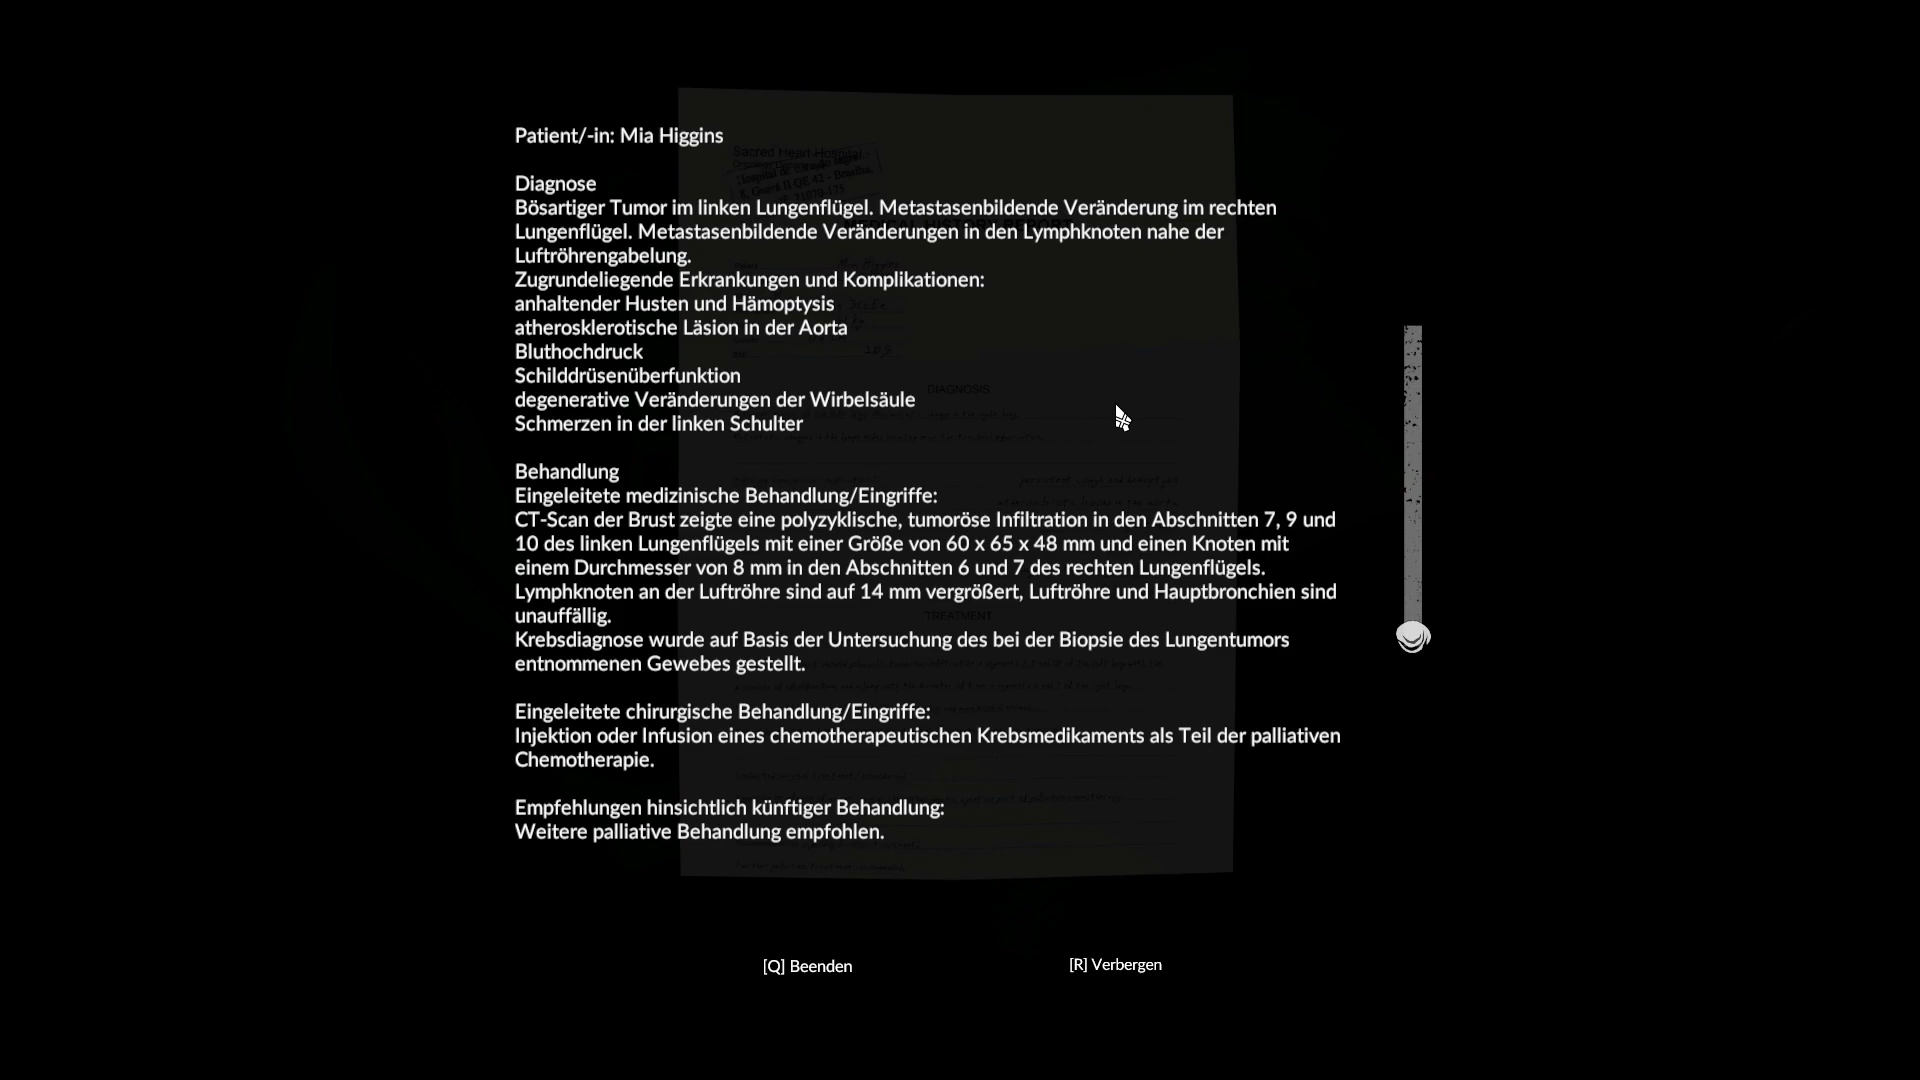 Patient/-in: Mia Higgins
Diagnose
Bösartiger Tumor im linken Lungenflügel. Metastasenbildende Veränderung im rechten
Lungenflügel. Metastasenbildende Veränderungen in den Lymphknoten nahe der
Luftröhrengabelung.
Zugrundeliegende Erkrankungen und Komplikationen:
anhaltender Husten und Hämoptysis
atherosklerotische Läsion in der Aorta
Bluthochdruck
Schilddrüsenüberfunktion
degenerative Veränderungen der Wirbelsäule
Schmerzen in der linken Schulter
Behandlung
Eingeleitete medizinische Behandlung/Eingriffe:
CT-Scan der Brust zeigte eine polyzyklische, tumoröse Infiltration in den Abschnitten 7, 9 und
10 des linken Lungenflügels mit einer Größe von 60 x 65 x 48 mm und einen Knoten mit
einem Durchmesser von 8 mm in den Abschnitten 6 und 7 des rechten Lungenflügels.
Lymphknoten an der Luftröhre sind auf 14 mm vergrößert, Luftröhre und Hauptbronchien sind
unauffällig.
Krebsdiagnose wurde auf Basis der Untersuchung des bei der Biopsie des Lungentumors
entnommenen Gewebes gestellt.
Eingeleitete chirurgische Behandlung/Eingriffe:
Injektion oder Infusion eines chemotherapeutischen Krebsmedikaments als Teil der palliativen
Chemotherapie.
Empfehlungen hinsichtlich künftiger Behandlung:
Weitere palliative Behandlung empfohlen.
Sacred Heart Hospital
DIAGNOSIS
TREATMENT
[Q] Beenden
[R] Verbergen